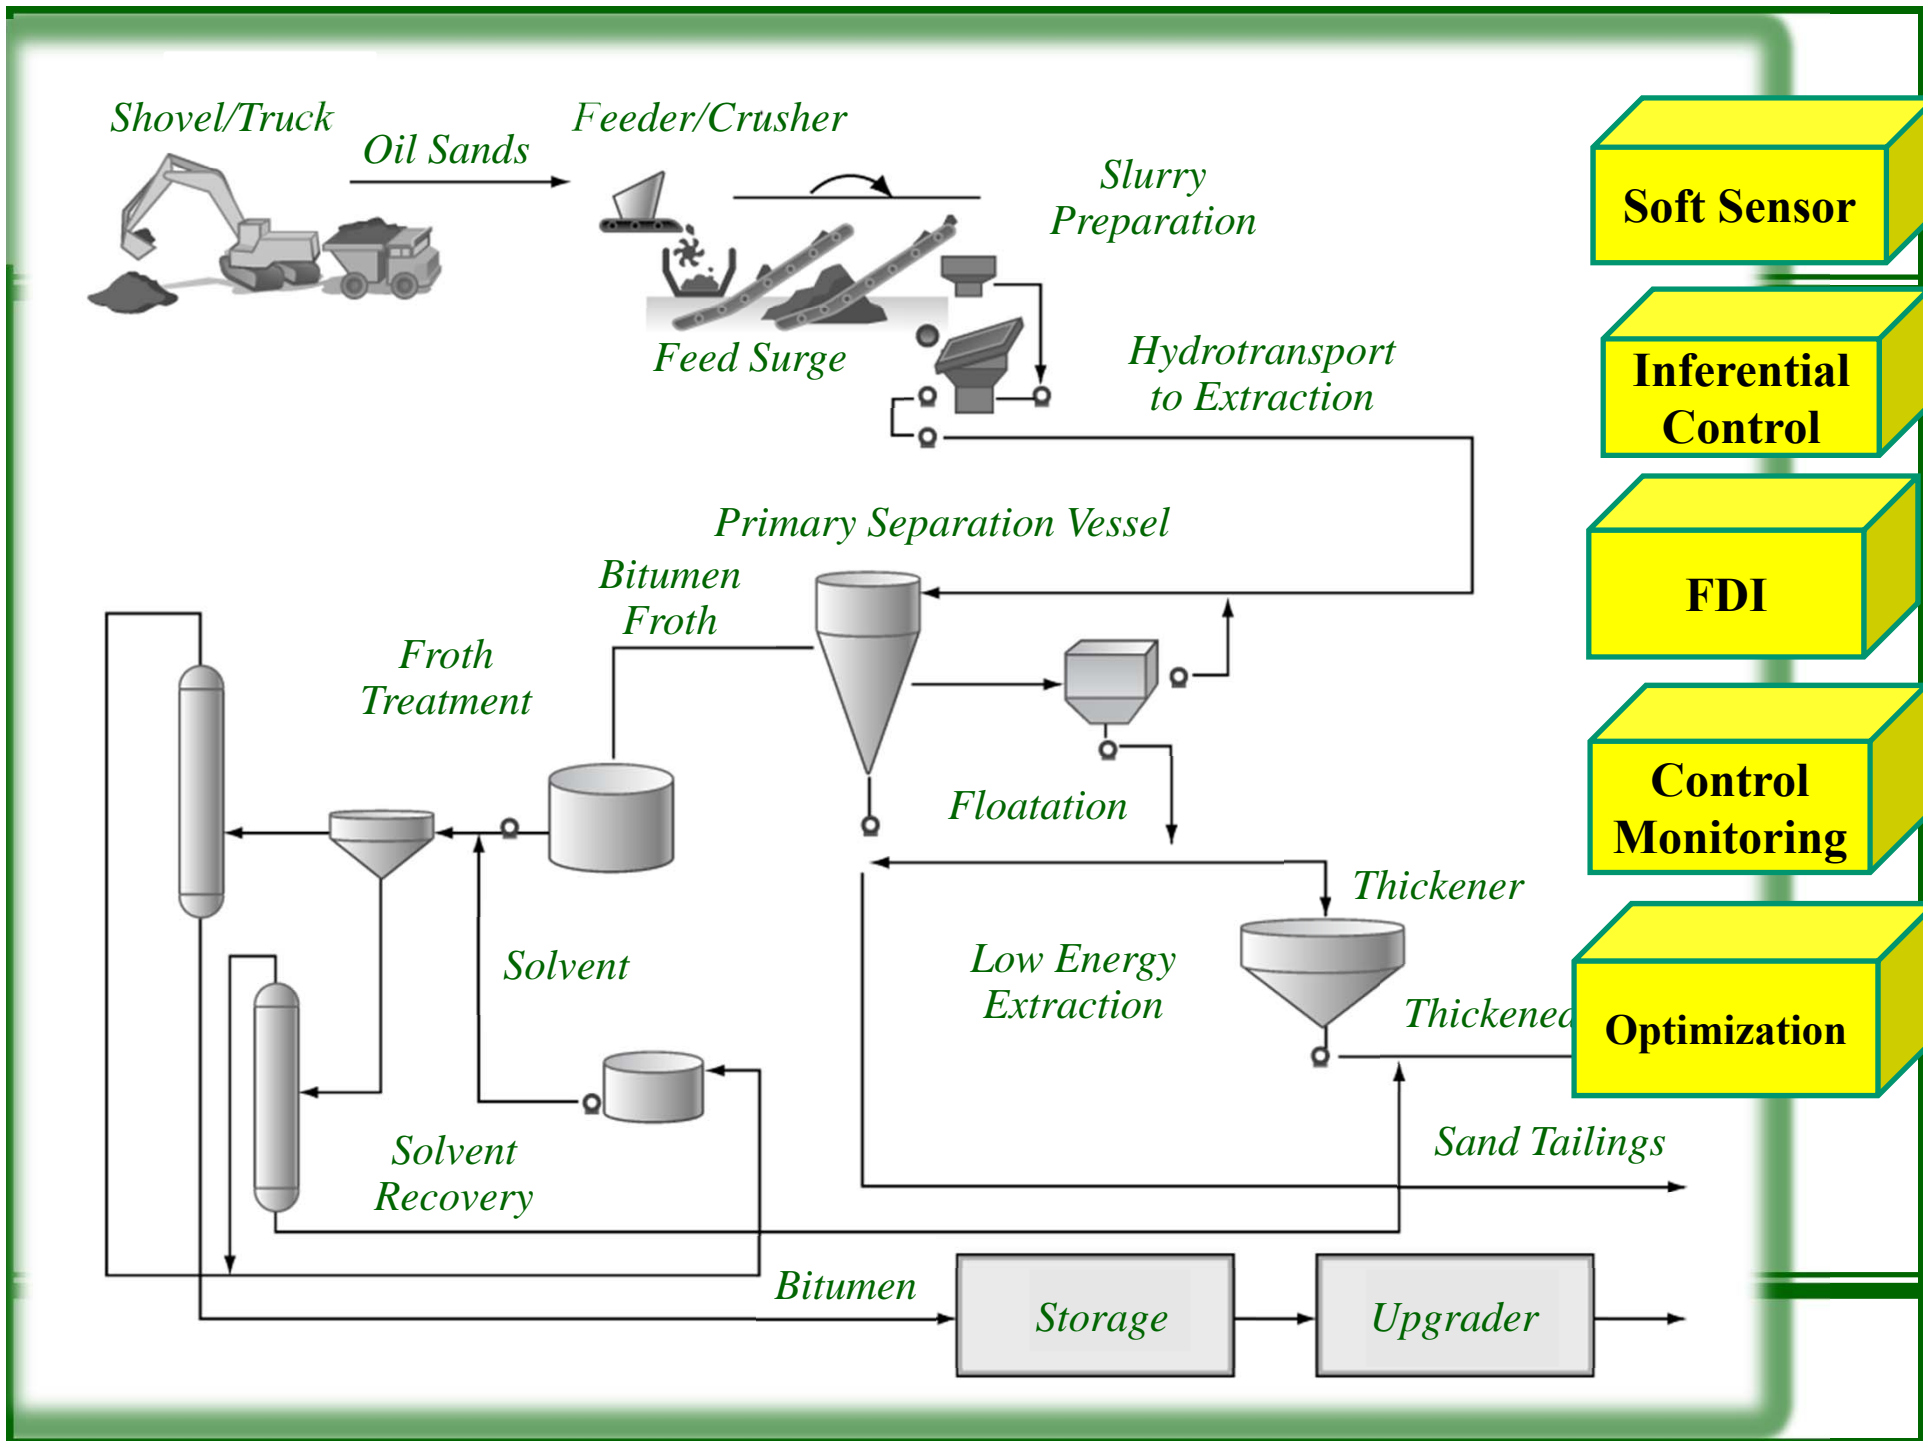 Shovel/Truck
Oil Sands
Feeder/Crusher
Slurry
Preparation
Feed Surge
Hydrotransport
to Extraction
Primary Separation Vessel
Bitumen
Froth
Froth
Treatment
Floatation
Thickener
Solvent
Low Energy
Extraction
Thickened
Solvent
Recovery
Sand Tailings
Bitumen
Storage
Upgrader
Soft Sensor
Inferential
Control
FDI
Control
Monitoring
Optimization